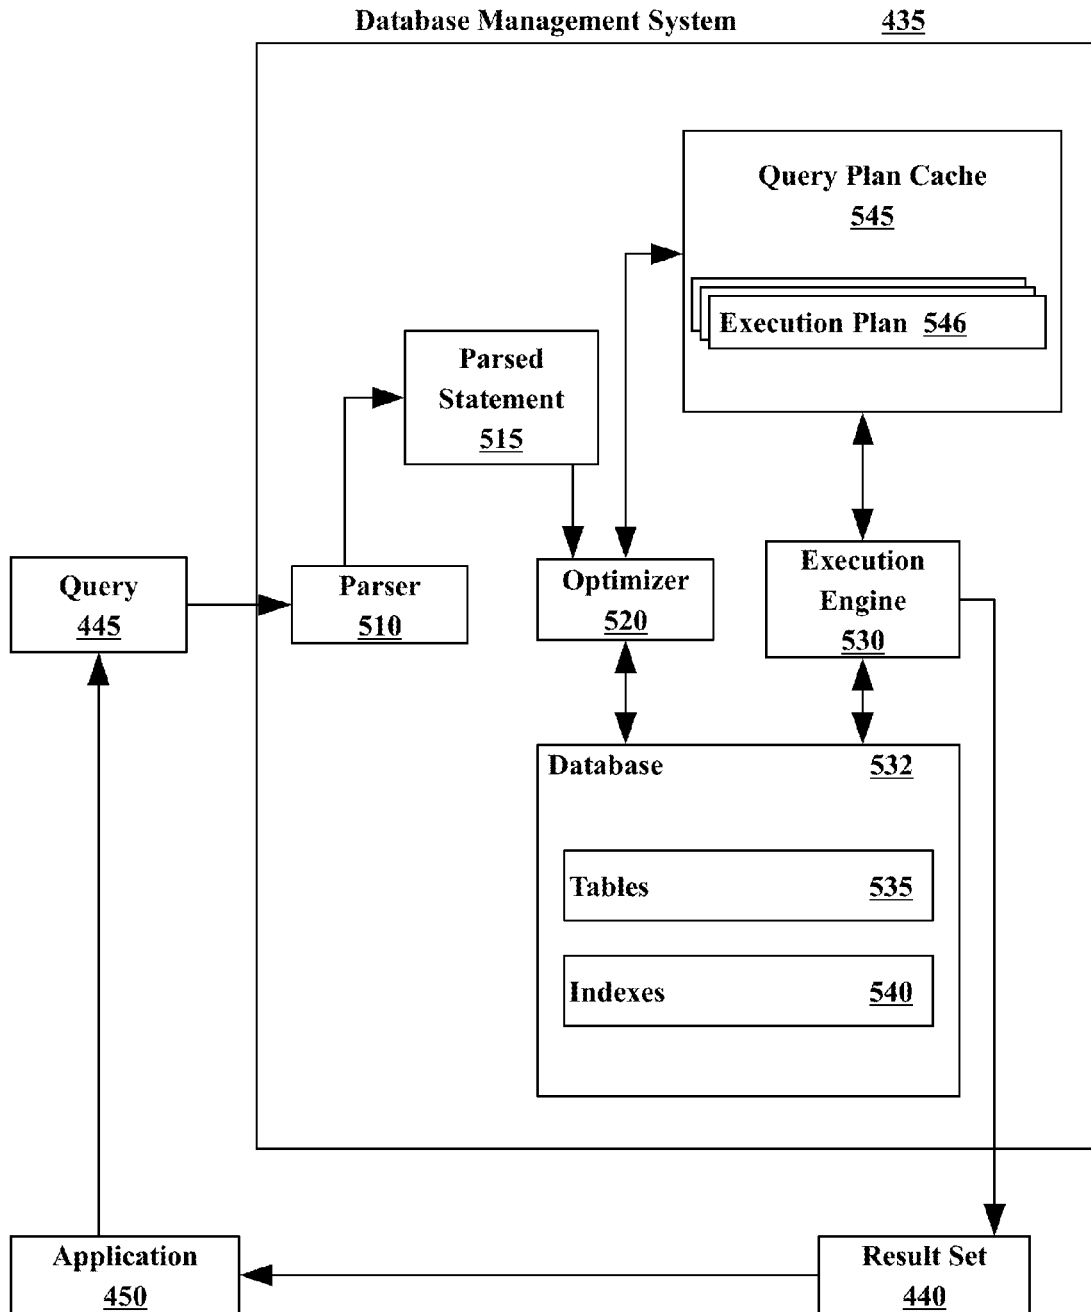 Database Management System 435
Query Plan Cache
545
Execution Plan 546
Parsed
Statement
515
Query
445
Parser
510
Optimizer
520
Execution
Engine
530
Database 532
Tables 535
Indexes 540
Application
450
Result Set
440